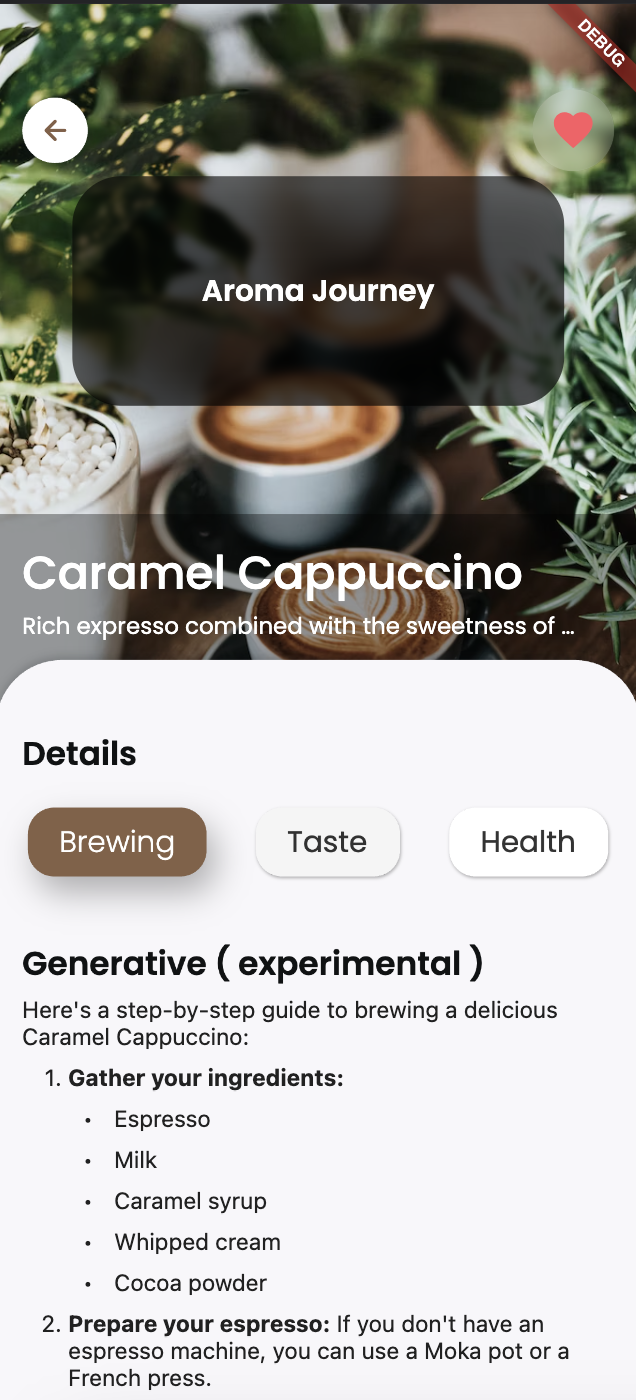 DEBUG
Aroma Journey
Caramel Cappuccino
Rich expresso combined with the sweetness of ...
Details
Brewing
Taste
Health
Generative ( experimental )
Here's a step-by-step guide to brewing a delicious
Caramel Cappuccino:
1. Gather your ingredients:
• Espresso
• Milk
• Caramel syrup
• Whipped cream
• Cocoa powder
2. Prepare your espresso: If you don't have an
espresso machine, you can use a Moka pot or a
French press.